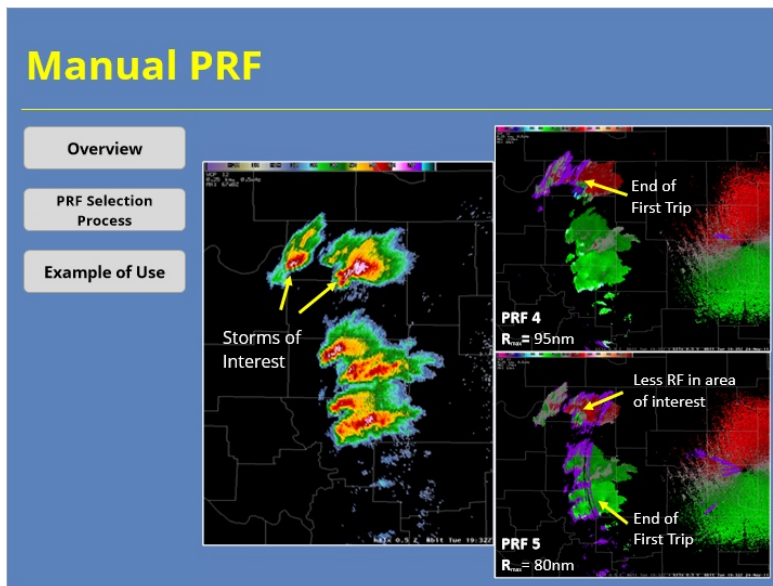 Manual PRF
Overview
PRF Selection
Process
Example of Use
Storms of
Interest
End of
First Trip
PRF 4
Rmax= 95nm
Less RF in area
of interest
End of
First Trip
PRF 5
Rmax= 80nm